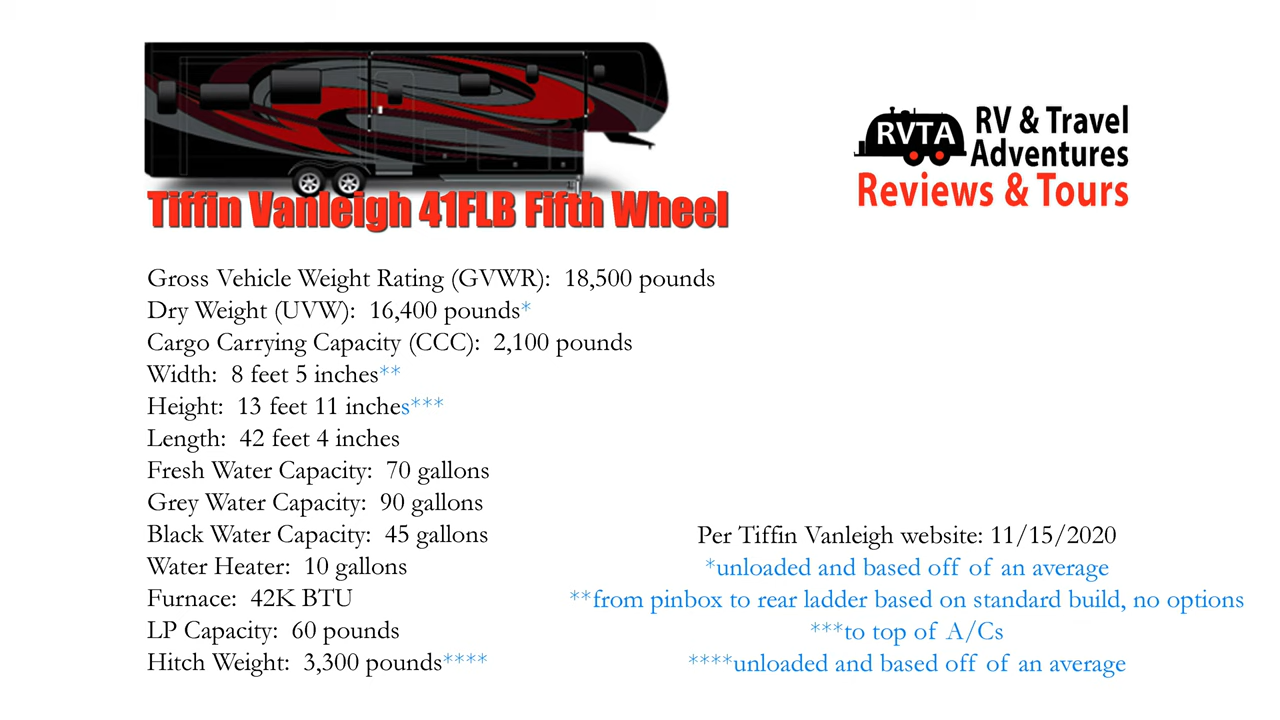 RVTA RV & Travel
Adventures
Reviews & Tours
Tiffin Vanleigh 41FLB Fifth Wheel
Gross Vehicle Weight Rating (GVWR): 18,500 pounds
Dry Weight (UVW): 16,400 pounds*
Cargo Carrying Capacity (CCC): 2,100 pounds
Width: 8 feet 5 inches**
Height: 13 feet 11 inches***
Length: 42 feet 4 inches
Fresh Water Capacity: 70 gallons
Grey Water Capacity: 90 gallons
Black Water Capacity: 45 gallons
Water Heater: 10 gallons
Furnace: 42K BTU
LP Capacity: 60 pounds
Hitch Weight: 3,300 pounds****
Per Tiffin Vanleigh website: 11/15/2020
*unloaded and based off of an average
**from pinbox to rear ladder based on standard build, no options
***to top of A/Cs
****unloaded and based off of an average